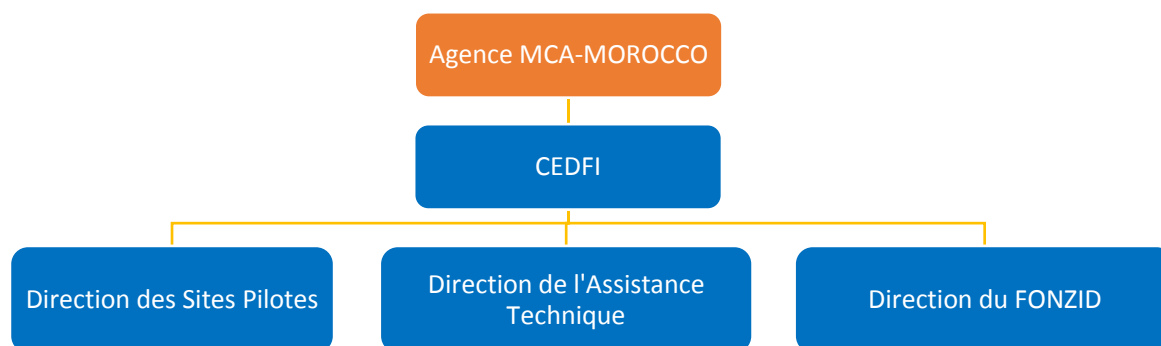 Agence MCA-MOROCCO
CEDFI
Direction des Sites Pilotes
Direction de l'Assistance
Technique
Direction du FONZID